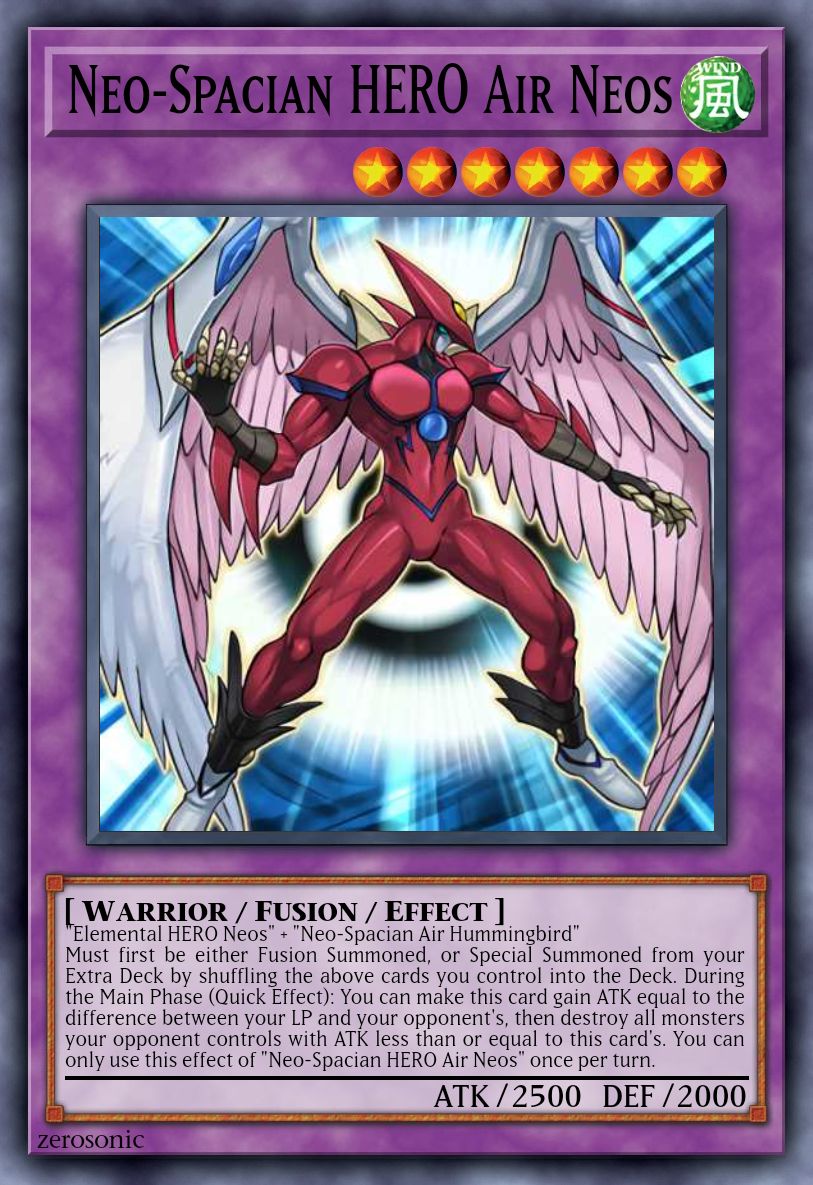 Neo-Spacian HERO Air Neos
WIND
風
[ Warrior / Fusion / Effect ]
"Elemental HERO Neos" + "Neo-Spacian Air Hummingbird"
Must first be either Fusion Summoned, or Special Summoned from your
Extra Deck by shuffling the above cards you control into the Deck. During
the Main Phase (Quick Effect): You can make this card gain ATK equal to the
difference between your LP and your opponent's, then destroy all monsters
your opponent controls with ATK less than or equal to this card's. You can
only use this effect of "Neo-Spacian HERO Air Neos" once per turn.
ATK / 2500 DEF / 2000
zerosonic